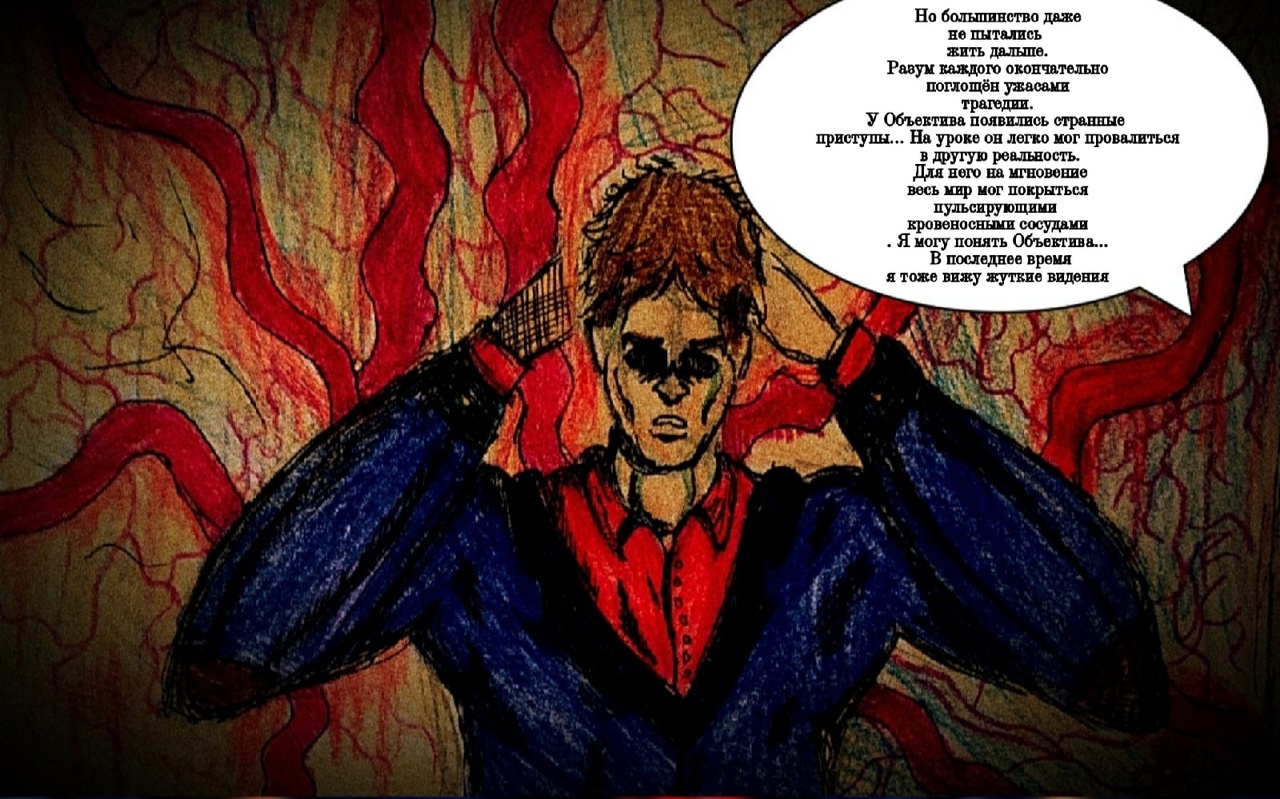 Но большинство даже
не пытались
жить дальше.
Разум каждого окончательно
поглощён ужасами
трагедии.
У Объектива появились странные
приступы... На уроке он легко мог провалиться
в другую реальность.
Для него на мгновение
весь мир мог покрыться
пульсирующими
кровеносными сосудами
. Я могу понять Объектива...
В последнее время
я тоже вижу жуткие видения